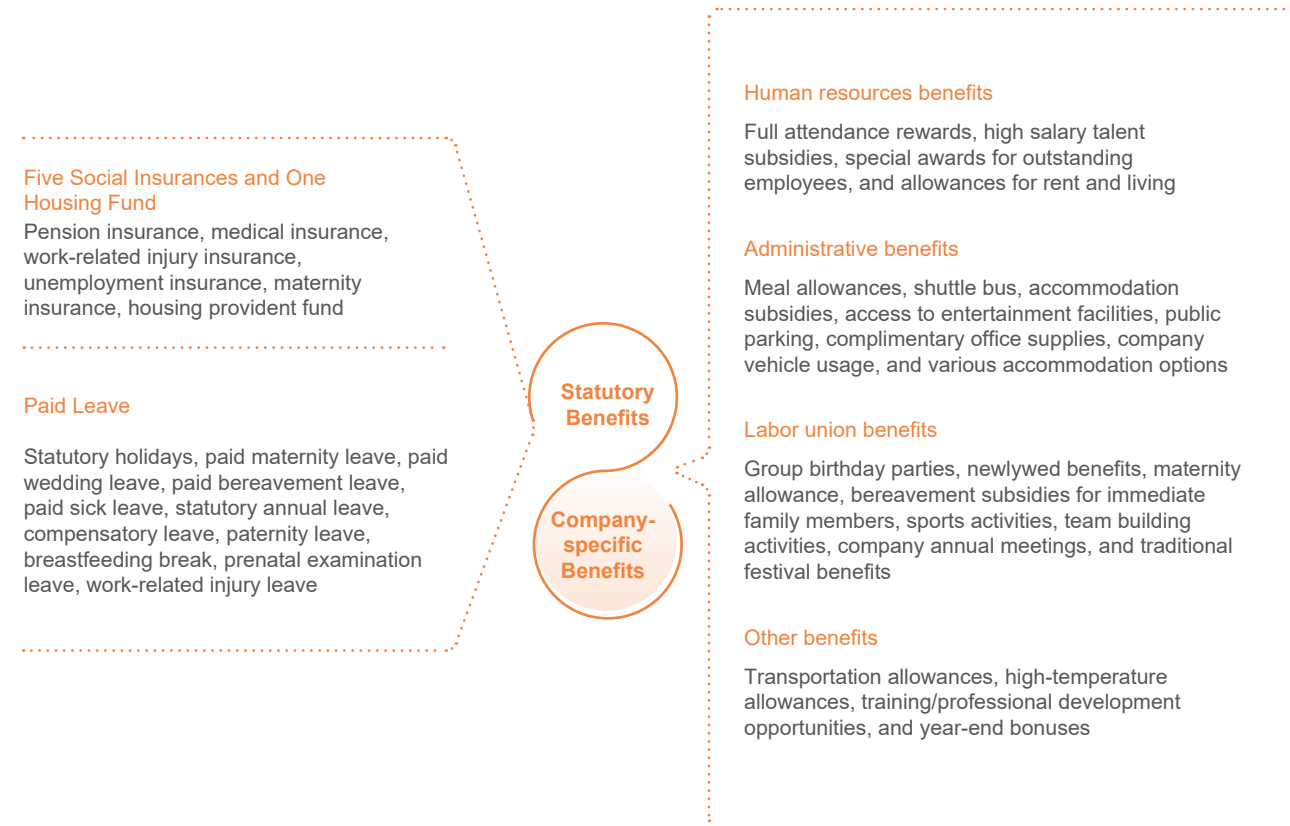 Five Social Insurances and One
Housing Fund
Pension insurance, medical insurance,
work-related injury insurance,
unemployment insurance, maternity
insurance, housing provident fund
Paid Leave
Statutory holidays, paid maternity leave, paid
wedding leave, paid bereavement leave,
paid sick leave, statutory annual leave,
compensatory leave, paternity leave,
breastfeeding break, prenatal examination
leave, work-related injury leave
Statutory
Benefits
Company-
specific
Benefits
Human resources benefits
Full attendance rewards, high salary talent
subsidies, special awards for outstanding
employees, and allowances for rent and living
Administrative benefits
Meal allowances, shuttle bus, accommodation
subsidies, access to entertainment facilities, public
parking, complimentary office supplies, company
vehicle usage, and various accommodation options
Labor union benefits
Group birthday parties, newlywed benefits, maternity
allowance, bereavement subsidies for immediate
family members, sports activities, team building
activities, company annual meetings, and traditional
festival benefits
Other benefits
Transportation allowances, high-temperature
allowances, training/professional development
opportunities, and year-end bonuses